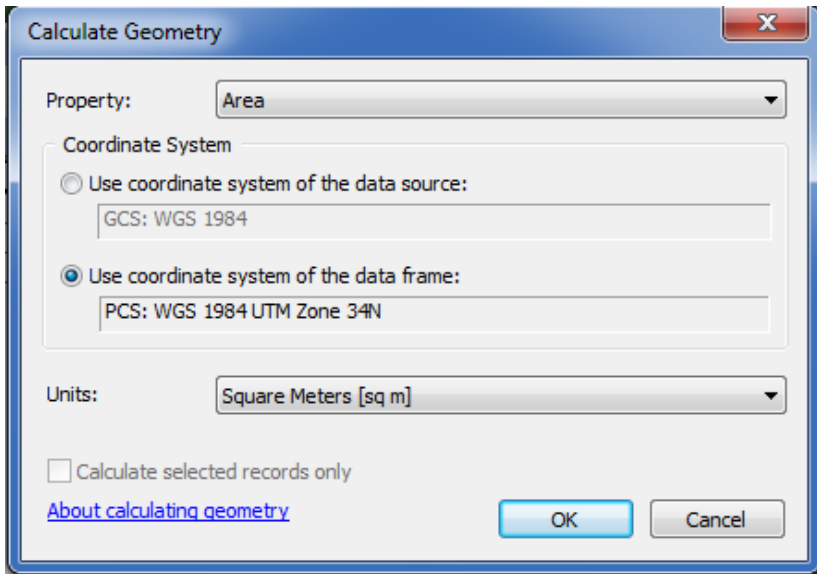 Calculate Geometry
Property: Area
Coordinate System
Use coordinate system of the data source:
GCS: WGS 1984
Use coordinate system of the data frame:
PCS: WGS 1984 UTM Zone 34N
Units: Square Meters [sq m]
Calculate selected records only
About calculating geometry
OK Cancel